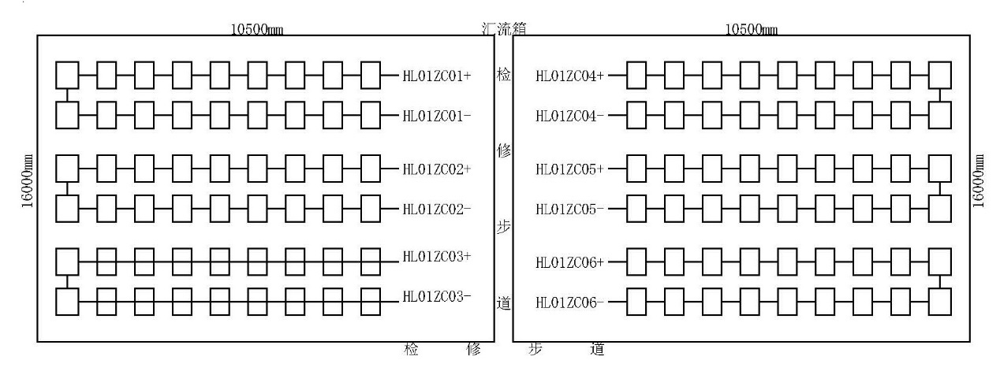 10500mm 汇流箱 10500mm
HL01ZC01+ 检 HL01ZC04+
HL01ZC01- HL01ZC04-
HL01ZC02+ 修 HL01ZC05+
16000mm 16000mm
HL01ZC02- 步 HL01ZC05-
HL01ZC03+ HL01ZC06+
HL01ZC03- 道 HL01ZC06-
检 修 步 道